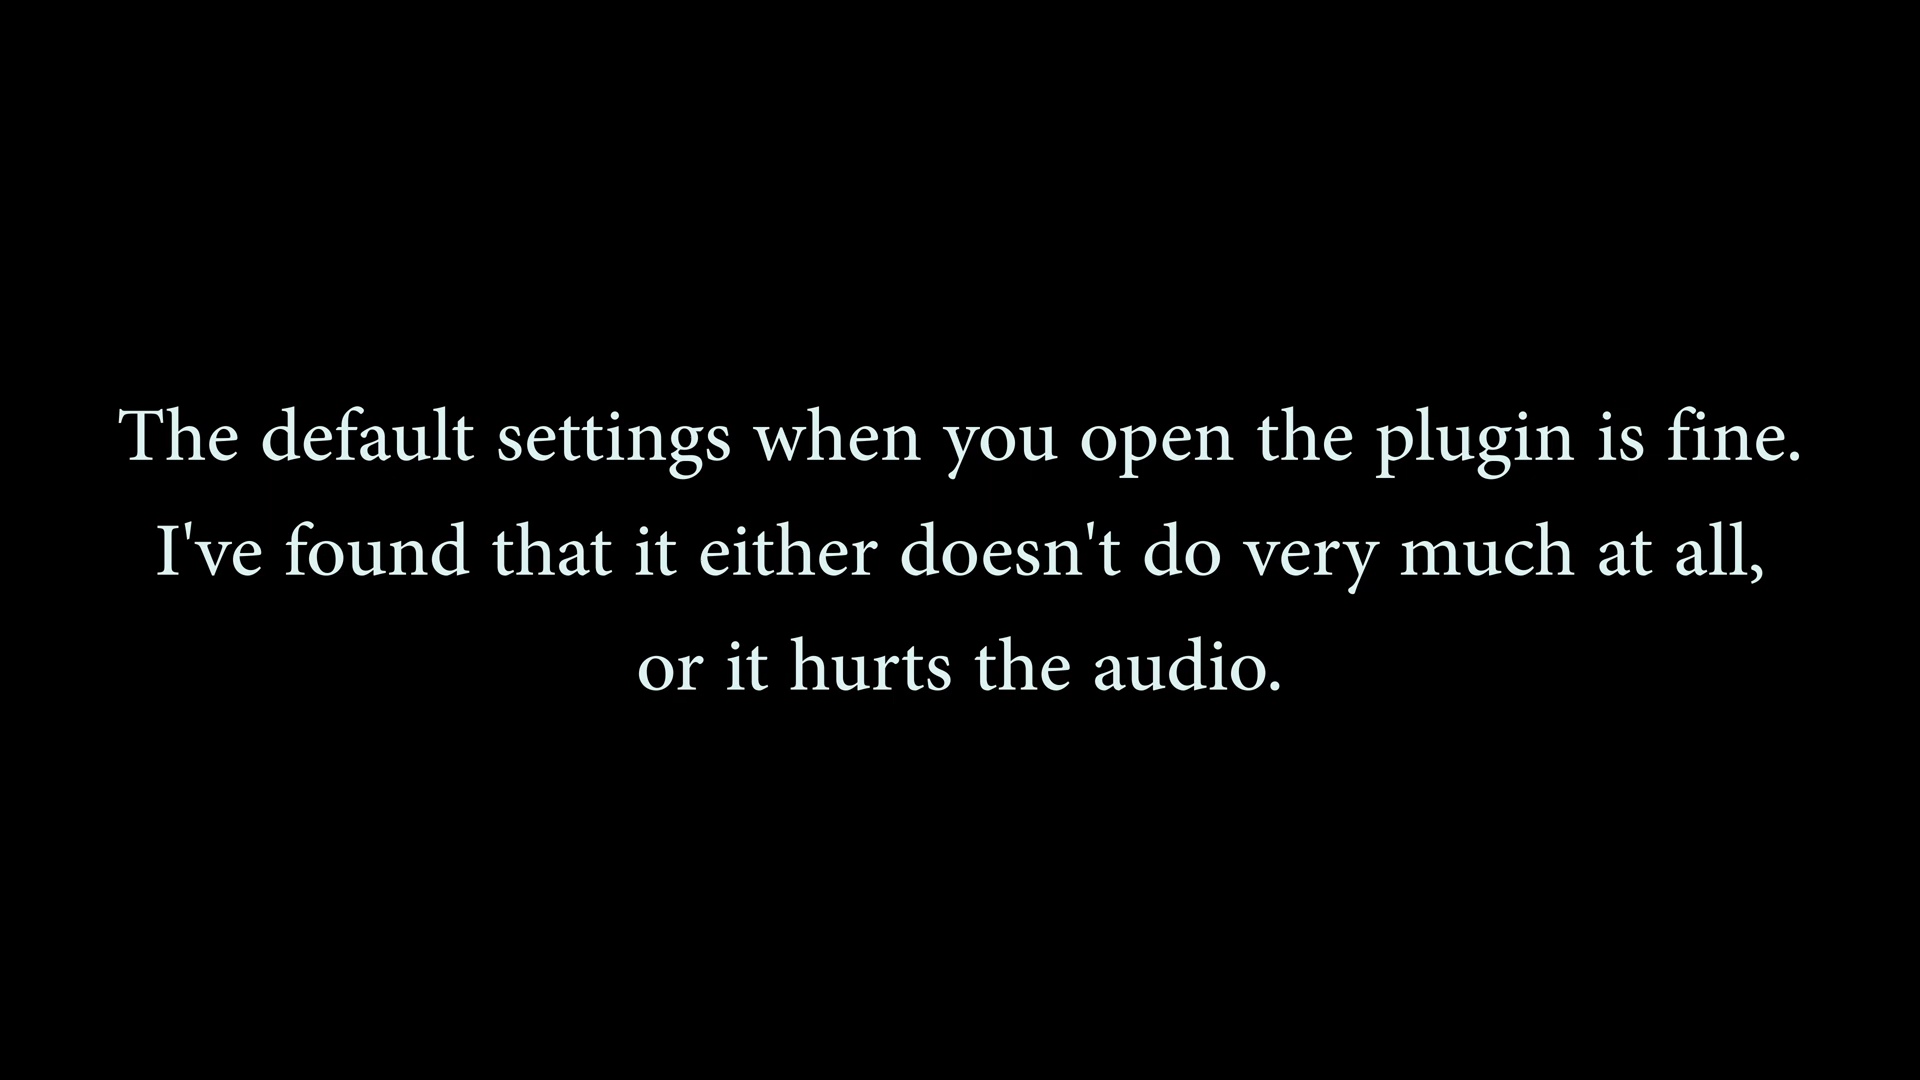 The default settings when you open the plugin is fine.
I've found that it either doesn't do very much at all,
or it hurts the audio.